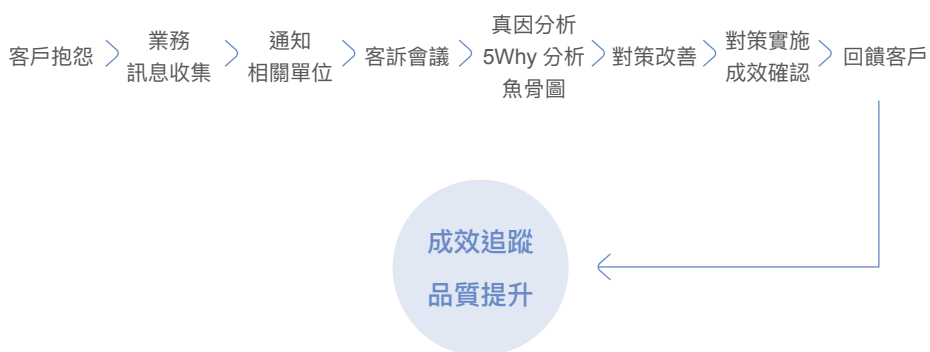 客戶抱怨
業務
訊息收集
通知
相關單位
客訴會議
真因分析
5Why 分析
魚骨圖
對策改善
對策實施
成效確認
回饋客戶
成效追蹤
品質提升